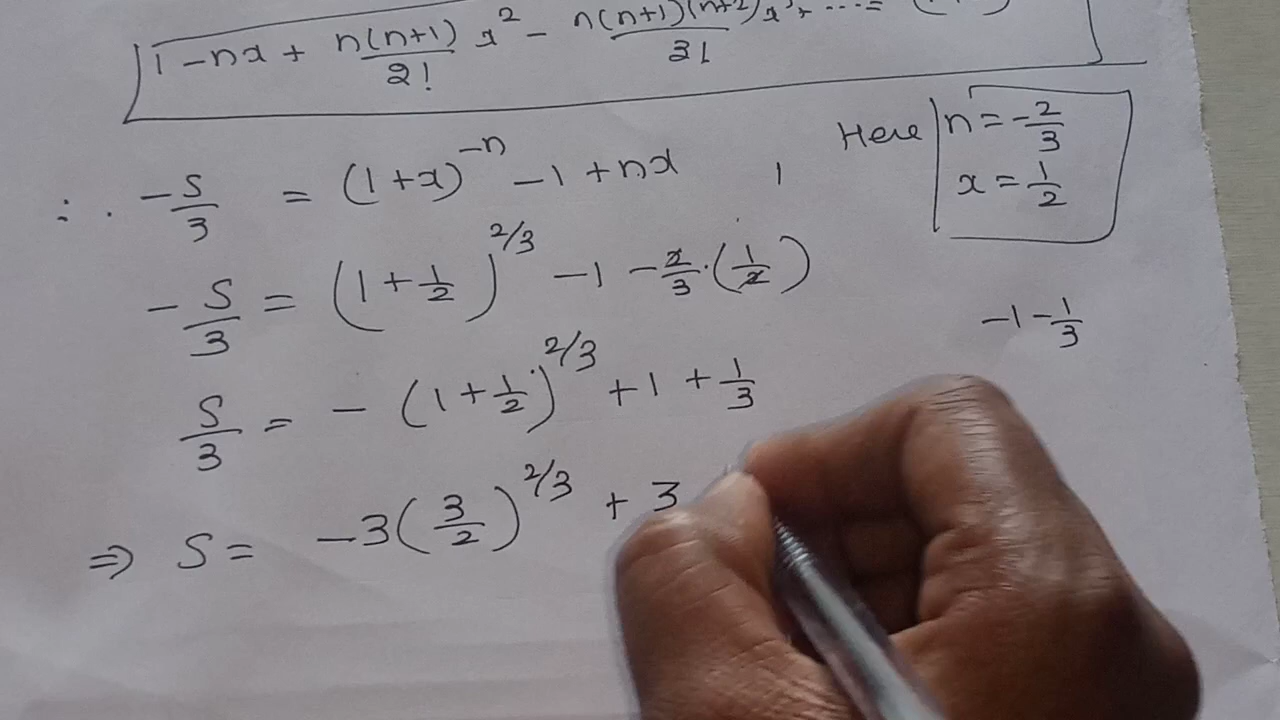 1 - nx + n(n+1)/2! x² - n(n+1)(n+2)/3! x³ + ... =
Here n = -2/3
x = 1/2
∴ -S/3 = (1+x)^-n - 1 + nx ,
-S/3 = (1 + 1/2)^2/3 - 1 - 2/3 · (1/2)
-1 - 1/3
S/3 = - (1 + 1/2)^2/3 + 1 + 1/3
⇒ S = -3(3/2)^2/3 + 3